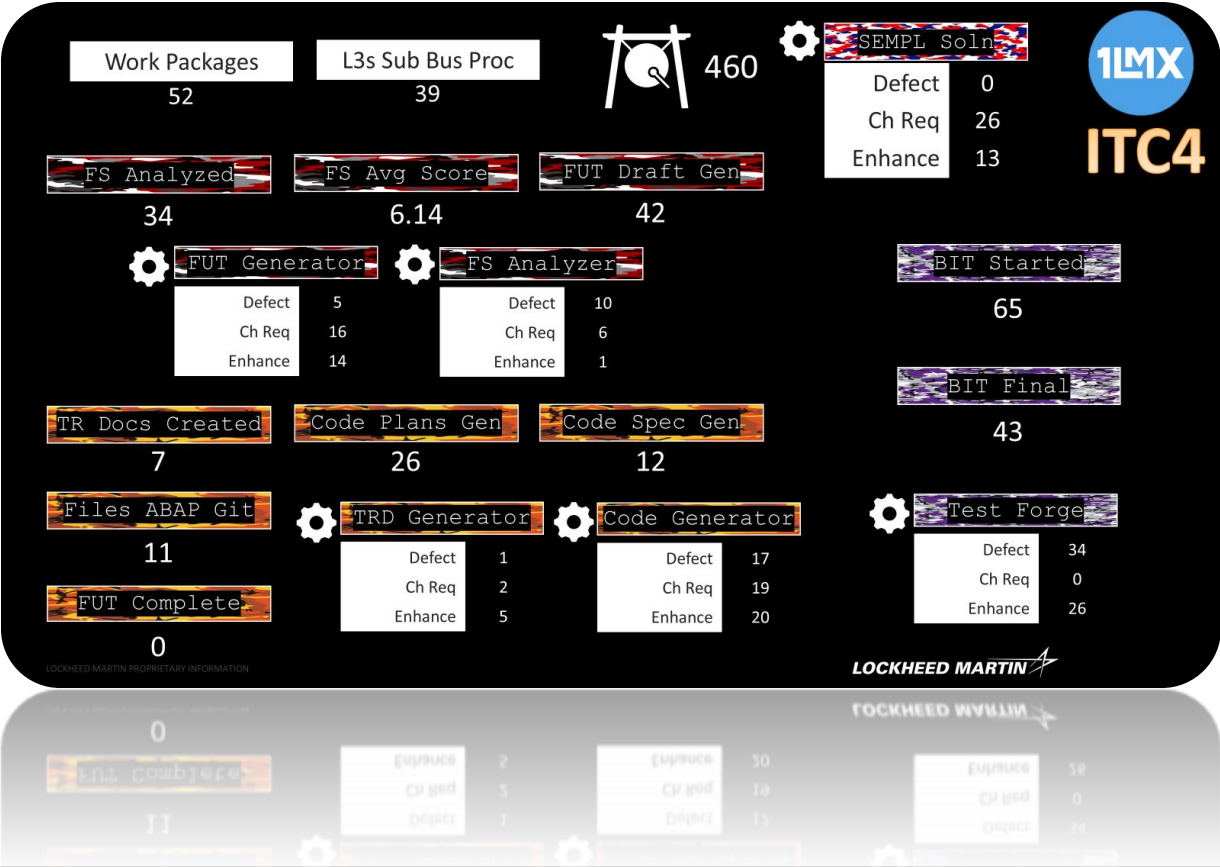 Work Packages
52
L3s Sub Bus Proc
39
460
SEMPL Soln
Defect 0
Ch Req 26
Enhance 13
1LMX
ITC4
FS Analyzed
34
FS Avg Score
6.14
FUT Draft Gen
42
FUT Generator
Defect 5
Ch Req 16
Enhance 14
FS Analyzer
Defect 10
Ch Req 6
Enhance 1
BIT Started
65
BIT Final
43
TR Docs Created
7
Code Plans Gen
26
Code Spec Gen
12
Files ABAP Git
11
TRD Generator
Defect 1
Ch Req 2
Enhance 5
Code Generator
Defect 17
Ch Req 19
Enhance 20
Test Forge
Defect 34
Ch Req 0
Enhance 26
FUT Complete
0
LOCKHEED MARTIN PROPRIETARY INFORMATION
LOCKHEED MARTIN